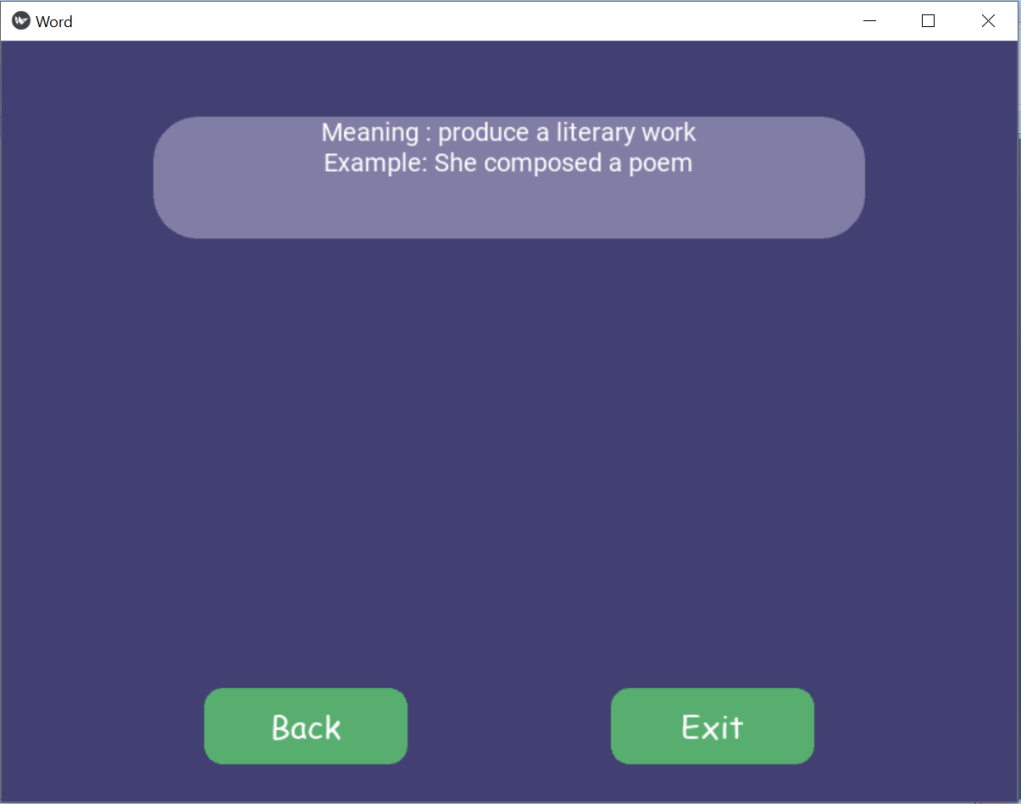 Word
Meaning : produce a literary work
Example: She composed a poem
Back
Exit